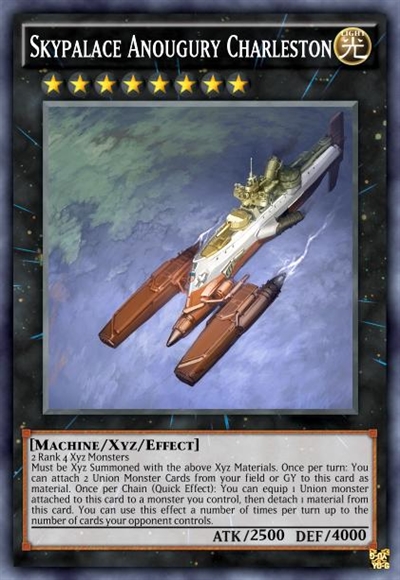 SKYPALACE ANOUGURY CHARLESTON
LIGHT
光
[MACHINE/XYZ/EFFECT]
2 Rank 4 Xyz Monsters
Must be Xyz Summoned with the above Xyz Materials. Once per turn: You
can attach 2 Union Monster Cards from your field or GY to this card as
material. Once per Chain (Quick Effect): You can equip 1 Union monster
attached to this card to a monster you control, then detach 1 material from
this card. You can use this effect a number of times per turn up to the
number of cards your opponent controls.
ATK/2500 DEF/4000